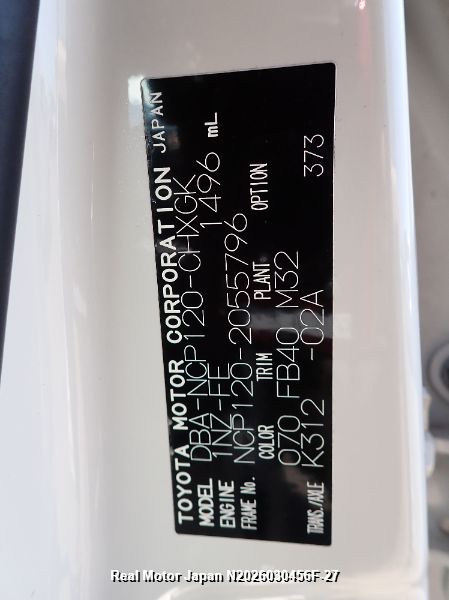 TOYOTA MOTOR CORPORATION JAPAN
MODEL DBA-NCP120-CHXGK
ENGINE 1NZ-FE 1496 mL
FRAME No. NCP120-2055796
COLOR TRIM PLANT OPTION
070 FB40 M32
TRANS./AXLE K312 -02A 373
Real Motor Japan N2026030456F-27